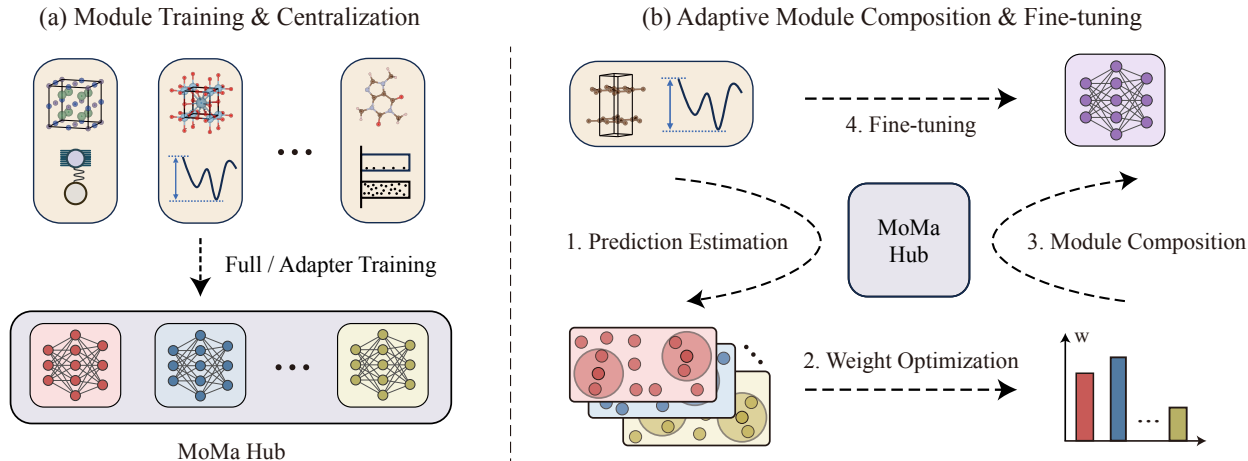 (a) Module Training & Centralization
Full / Adapter Training
MoMa Hub
(b) Adaptive Module Composition & Fine-tuning
4. Fine-tuning
1. Prediction Estimation
MoMa
Hub
3. Module Composition
2. Weight Optimization
w